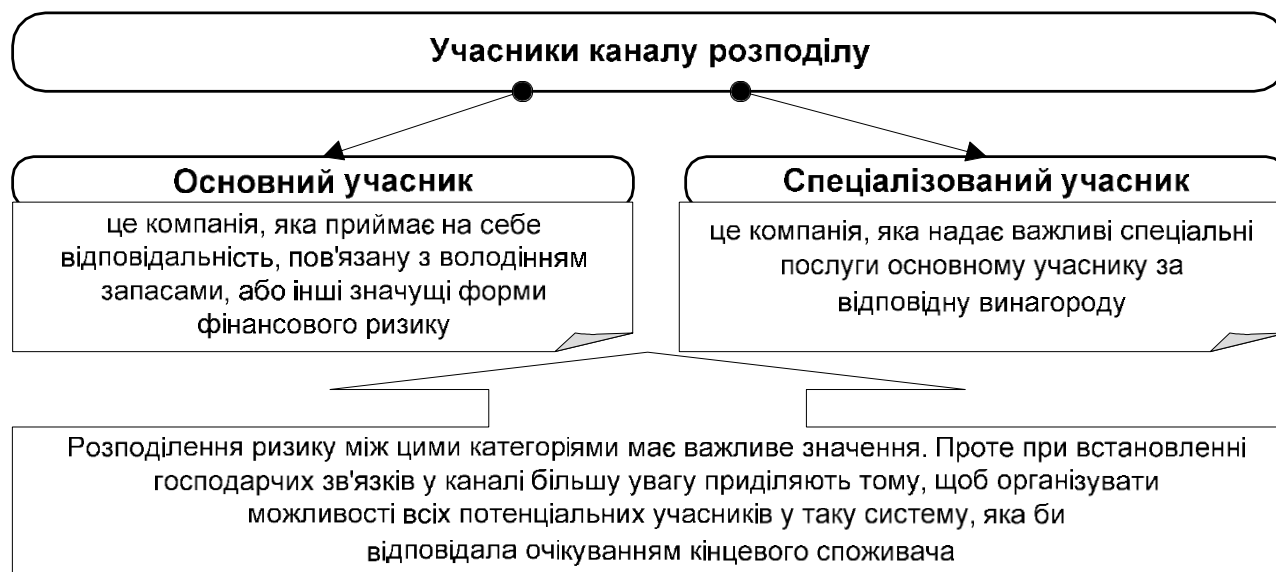 Учасники каналу розподілу
Основний учасник
це компанія, яка приймає на себе
відповідальність, пов'язану з володінням
запасами, або інші значущі форми
фінансового ризику
Спеціалізований учасник
це компанія, яка надає важливі спеціальні
послуги основному учаснику за
відповідну винагороду
Розподілення ризику між цими категоріями має важливе значення. Проте при встановленні
господарчих зв'язків у каналі більшу увагу приділяють тому, щоб організувати
можливості всіх потенціальних учасників у таку систему, яка би
відповідала очікуванням кінцевого споживача